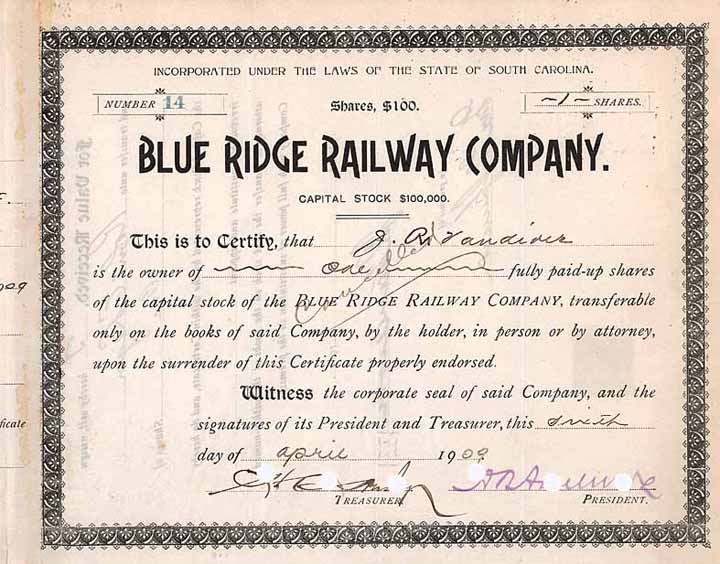 INCORPORATED UNDER THE LAWS OF THE STATE OF SOUTH CAROLINA.
NUMBER 14
Shares, $100.
-1- SHARES.
BLUE RIDGE RAILWAY COMPANY.
CAPITAL STOCK $100,000.
This is to Certify, that J. R. Vandiver
is the owner of One fully paid-up shares
Cancelled
of the capital stock of the BLUE RIDGE RAILWAY COMPANY, transferable
only on the books of said Company, by the holder, in person or by attorney,
upon the surrender of this Certificate properly endorsed.
Witness the corporate seal of said Company, and the
signatures of its President and Treasurer, this sixth
day of april 1909
TREASURER
PRESIDENT.
ficate